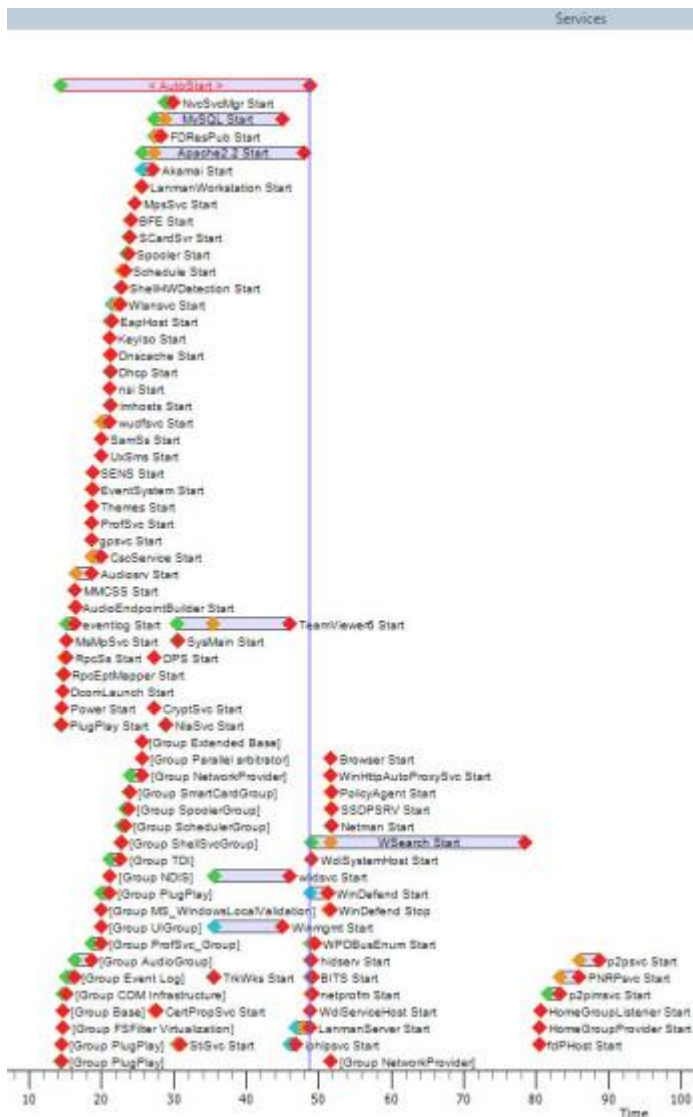 Services
< AutoStart >
NvcSvcMgr Start
MySQL Start
FDResPub Start
Apache2.2 Start
Akamai Start
LanmanWorkstation Start
MpsSvc Start
BFE Start
SCardSvr Start
Spooler Start
Schedule Start
ShellHWDetection Start
Wlansvc Start
EapHost Start
KeyIso Start
Dnscache Start
Dhcp Start
nsi Start
lmhosts Start
wudfsvc Start
SamSs Start
UxSms Start
SENS Start
EventSystem Start
Themes Start
ProfSvc Start
gpsvc Start
CscService Start
Audiosrv Start
MMCSS Start
AudioEndpointBuilder Start
eventlog Start TeamViewer6 Start
MsMpSvc Start SysMain Start
RpcSs Start DPS Start
RpcEptMapper Start
DcomLaunch Start
Power Start CryptSvc Start
PlugPlay Start NlaSvc Start
[Group Extended Base]
[Group Parallel arbitrator] Browser Start
[Group NetworkProvider] WinHttpAutoProxySvc Start
[Group SmartCardGroup] PolicyAgent Start
[Group SpoolerGroup] SSDPSRV Start
[Group SchedulerGroup] Netman Start
[Group ShellSvcGroup] WSearch Start
[Group TDI] WdiSystemHost Start
[Group NDIS] wlidsvc Start
[Group PlugPlay] WinDefend Start
[Group MS_WindowsLocalValidation] WinDefend Stop
[Group UIGroup] Winmgmt Start
[Group ProfSvc_Group] WPDBusEnum Start
[Group AudioGroup] hidserv Start p2psvc Start
[Group Event Log] TrkWks Start BITS Start PNRPsvc Start
[Group COM Infrastructure] netprofm Start p2pimsvc Start
[Group Base] CertPropSvc Start WdiServiceHost Start HomeGroupListener Start
[Group FSFilter Virtualization] LanmanServer Start HomeGroupProvider Start
[Group PlugPlay] StiSvc Start iphlpsvc Start fdPHost Start
[Group PlugPlay] [Group NetworkProvider]
10 20 30 40 50 60 70 80 90 100
Time